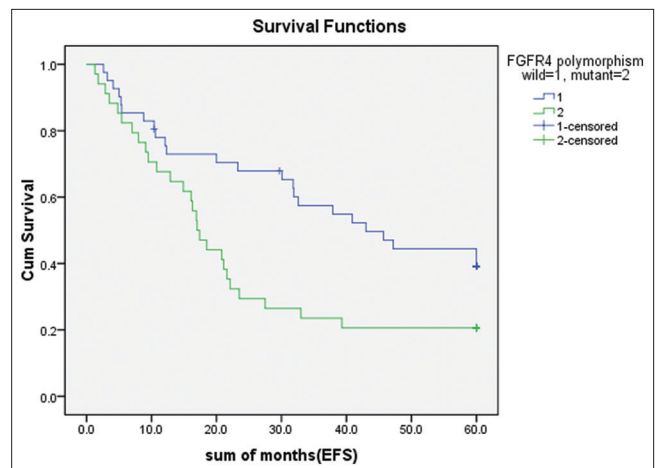 Survival Functions
FGFR4 polymorphism
wild=1, mutant=2
1
2
1-censored
2-censored
Cum Survival
1.0
0.8
0.6
0.4
0.2
0.0
0.0 10.0 20.0 30.0 40.0 50.0 60.0
sum of months(EFS)